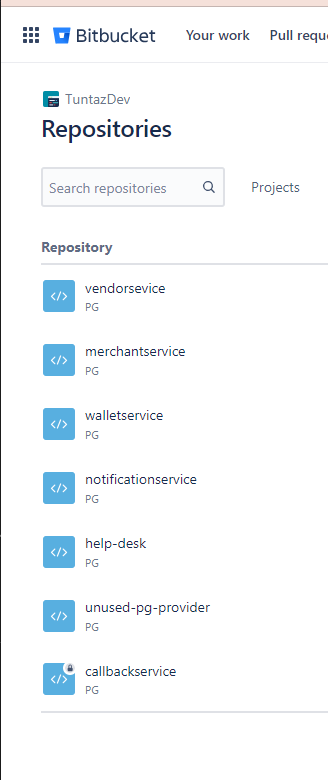 Bitbucket Your work Pull reque
TuntazDev
Repositories
Search repositories Projects
Repository
vendorsevice
PG
merchantservice
PG
walletservice
PG
notificationservice
PG
help-desk
PG
unused-pg-provider
PG
callbackservice
PG